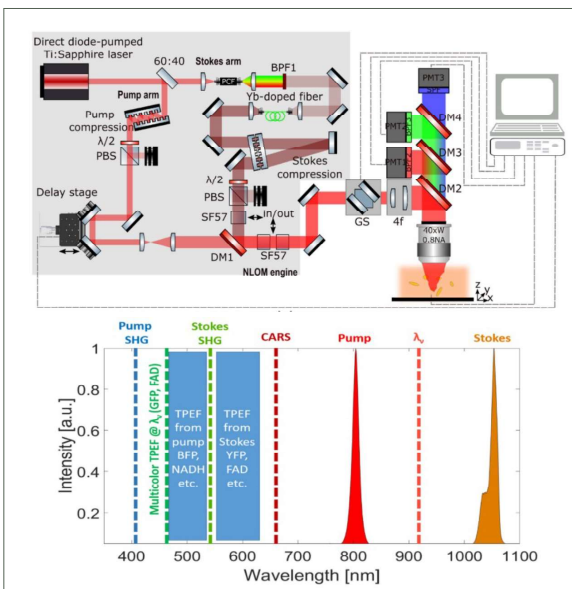 Direct diode-pumped
Ti:Sapphire laser
60:40
Stokes arm
PCF
BPF1
Pump arm
Yb-doped fiber
Pump
compression
λ/2
PBS
Stokes
compression
λ/2
PBS
SF57
in/out
Delay stage
DM1
SF57
NLOM engine
GS
4f
PMT3
SPF
PMT2
BPF3
DM4
PMT1
BPF2
DM3
DM2
40xW
0.8NA
z
y
x
Pump
SHG
Stokes
SHG
CARS
Pump
λᵥ
Stokes
Intensity [a.u.]
1
0.8
0.6
0.4
0.2
Multicolor TPEF @ λᵥ (GFP, FAD)
TPEF
from
pump
BFP,
NADH
etc.
TPEF
from
Stokes
YFP,
FAD
etc.
400 500 600 700 800 900 1000 1100
Wavelength [nm]